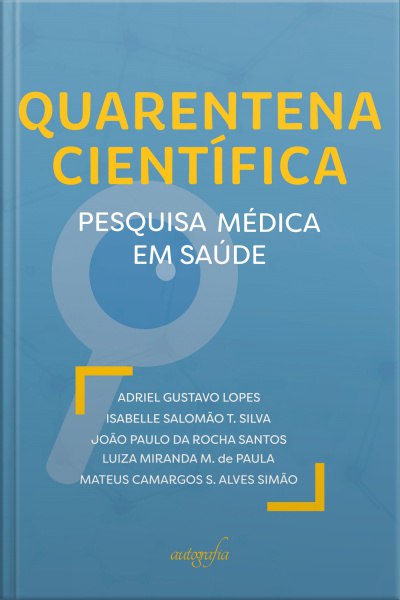 QUARENTENA
CIENTÍFICA
PESQUISA MÉDICA
EM SAÚDE
ADRIEL GUSTAVO LOPES
ISABELLE SALOMÃO T. SILVA
JOÃO PAULO DA ROCHA SANTOS
LUIZA MIRANDA M. de PAULA
MATEUS CAMARGOS S. ALVES SIMÃO
autografia